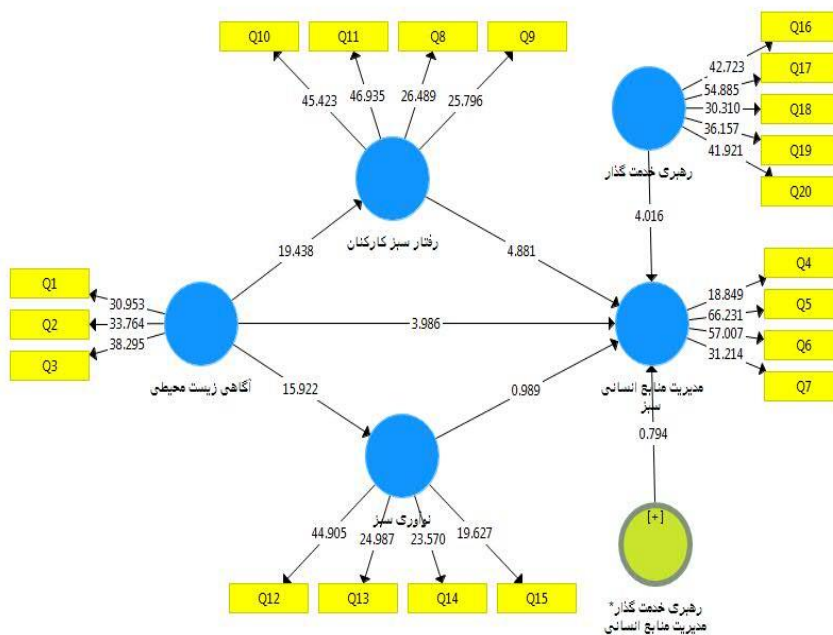 Q10
Q11
Q8
Q9
45.423
46.935
26.489
25.796
رفتار سبز کارکنان
Q16
Q17
Q18
Q19
Q20
42.723
54.885
30.310
36.157
41.921
رهبری خدمت گذار
4.016
19.438
4.881
Q1
Q2
Q3
30.953
33.764
38.295
آگاهی زیست محیطی
3.986
Q4
Q5
Q6
Q7
18.849
66.231
57.007
31.214
مدیریت منابع انسانی
سبز
15.922
0.989
0.794
نوآوری سبز
44.905
24.987
23.570
19.627
Q12
Q13
Q14
Q15
[+]
رهبری خدمت گذار*
مدیریت منابع انسانی